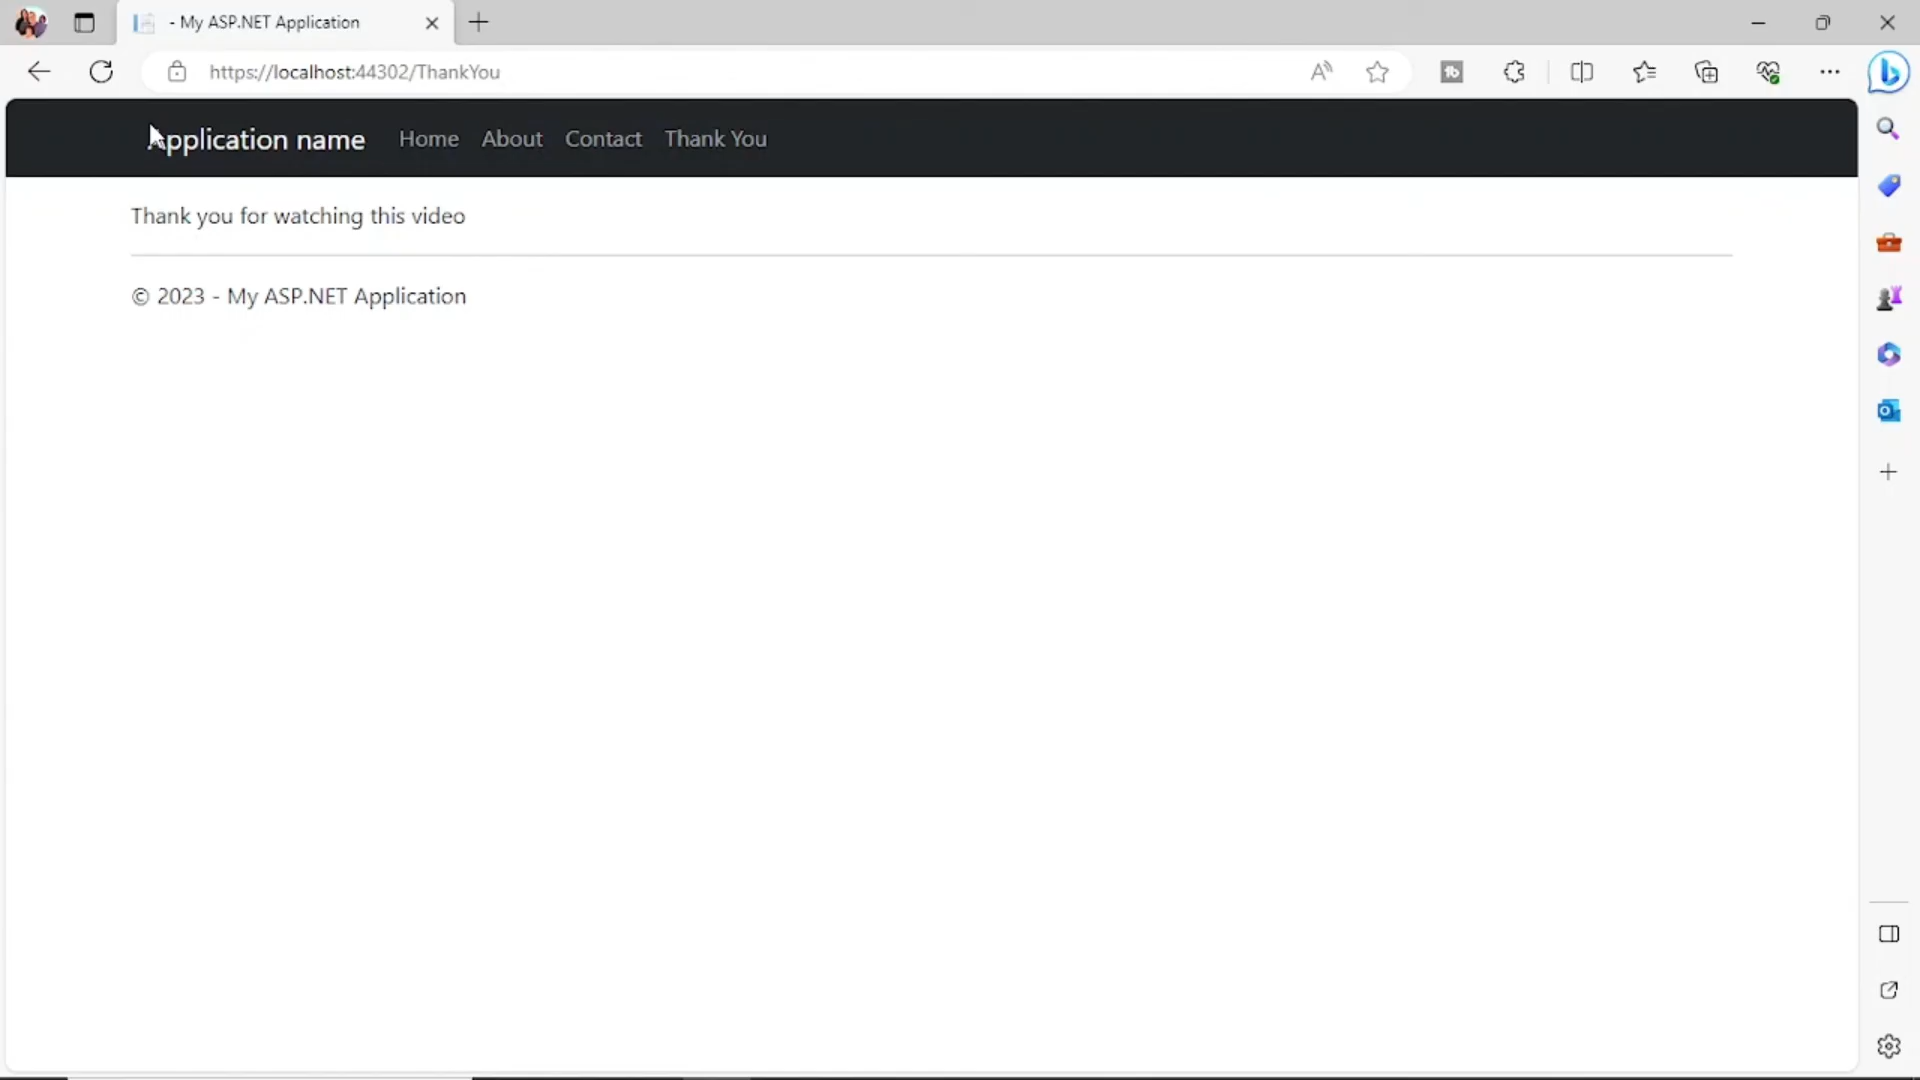 - My ASP.NET Application
https://localhost:44302/ThankYou
Application name Home About Contact Thank You
Thank you for watching this video
© 2023 - My ASP.NET Application